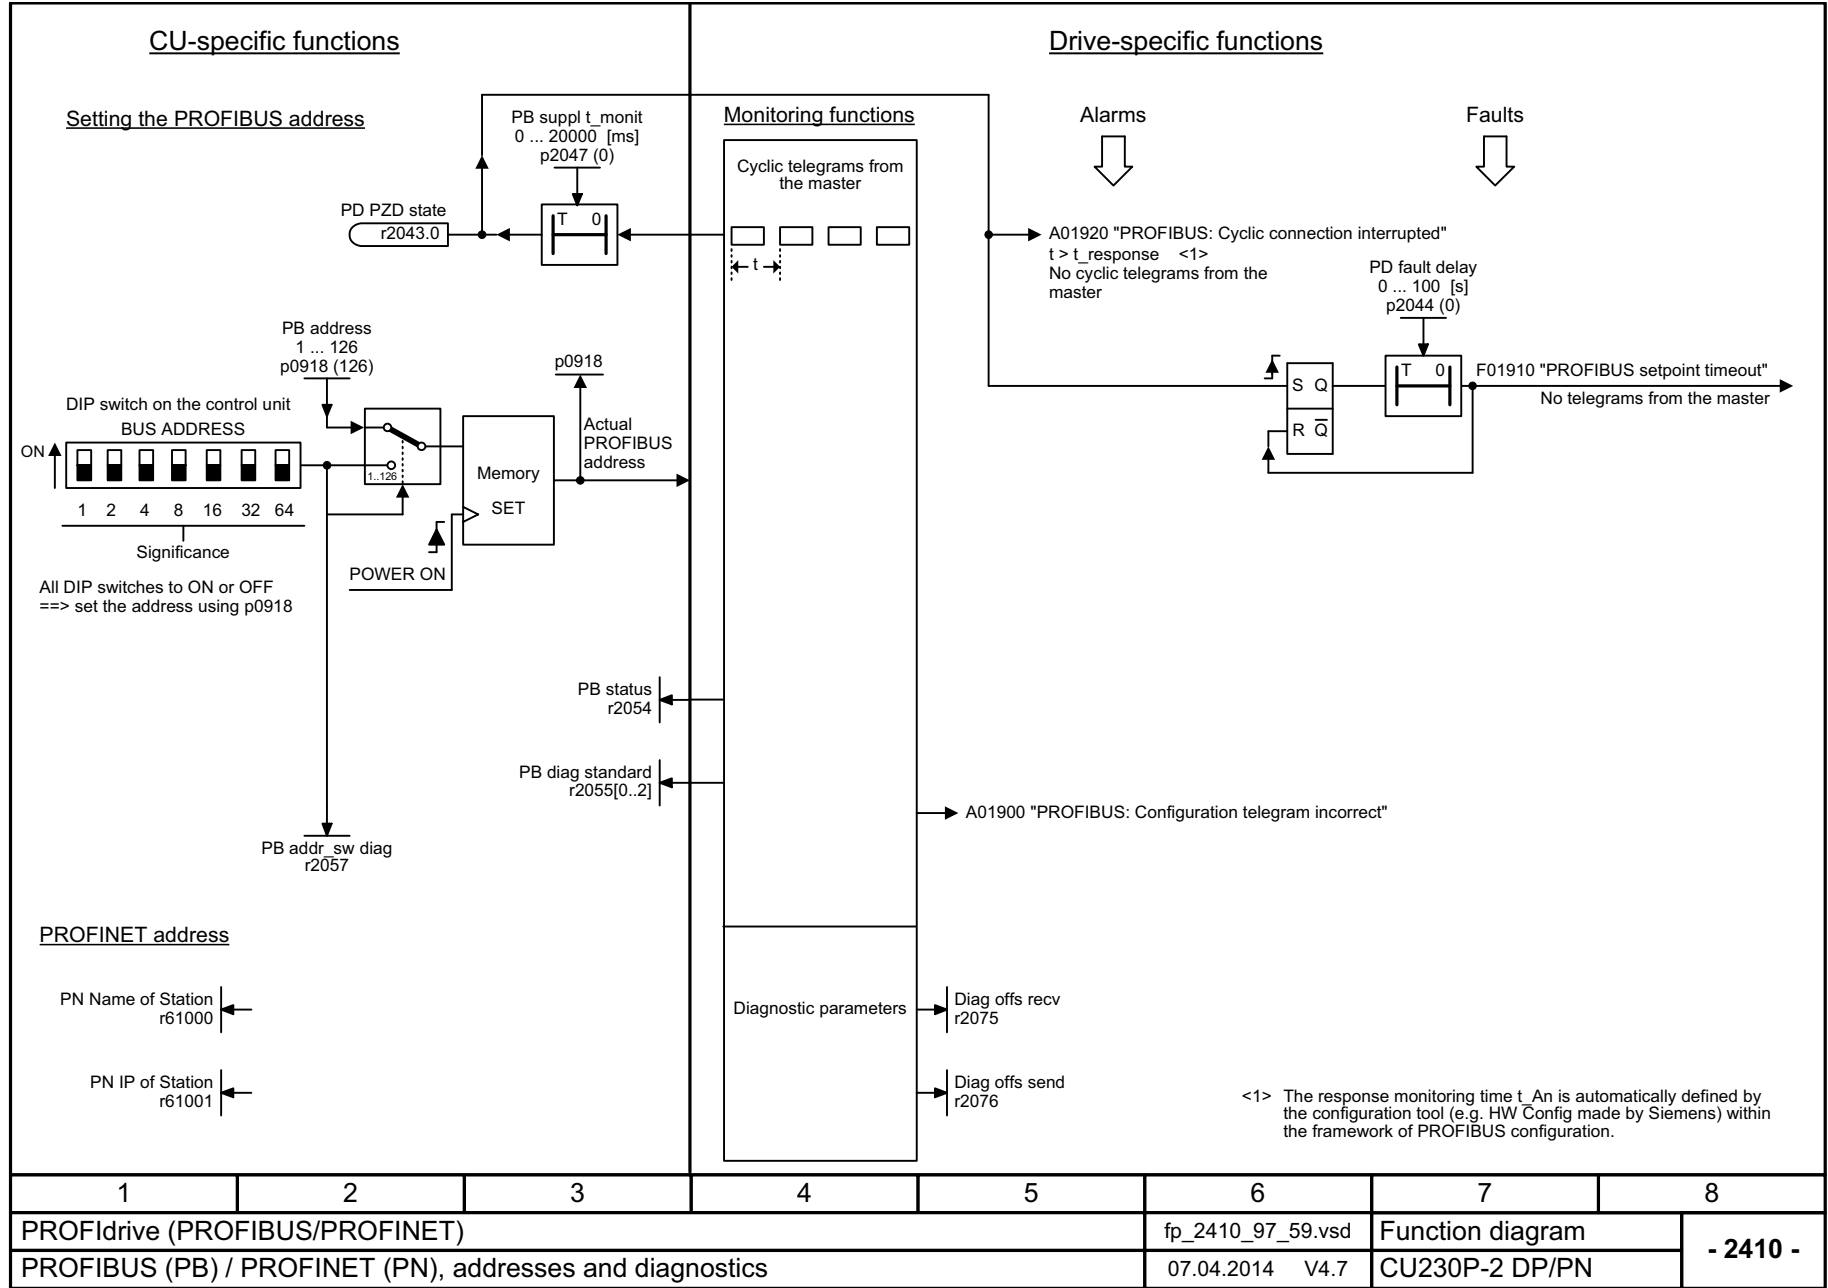 CU-specific functions
Drive-specific functions
Setting the PROFIBUS address
PB suppl t_monit
0 ... 20000 [ms]
p2047 (0)
Monitoring functions
Alarms
Faults
Cyclic telegrams from
the master
PD PZD state
r2043.0
T 0
t
A01920 "PROFIBUS: Cyclic connection interrupted"
t > t_response <1>
No cyclic telegrams from the
master
PD fault delay
0 ... 100 [s]
p2044 (0)
PB address
1 ... 126
p0918 (126)
p0918
DIP switch on the control unit
BUS ADDRESS
ON
1..126
Memory
SET
Actual
PROFIBUS
address
S Q
R Q̅
T 0
F01910 "PROFIBUS setpoint timeout"
No telegrams from the master
1 2 4 8 16 32 64
Significance
POWER ON
All DIP switches to ON or OFF
==> set the address using p0918
PB status
r2054
PB diag standard
r2055[0..2]
A01900 "PROFIBUS: Configuration telegram incorrect"
PB addr_sw diag
r2057
PROFINET address
PN Name of Station
r61000
Diagnostic parameters
Diag offs recv
r2075
PN IP of Station
r61001
Diag offs send
r2076
<1> The response monitoring time t_An is automatically defined by
the configuration tool (e.g. HW Config made by Siemens) within
the framework of PROFIBUS configuration.
1 2 3 4 5 6 7 8
PROFIdrive (PROFIBUS/PROFINET)
fp_2410_97_59.vsd
Function diagram
- 2410 -
PROFIBUS (PB) / PROFINET (PN), addresses and diagnostics
07.04.2014 V4.7
CU230P-2 DP/PN